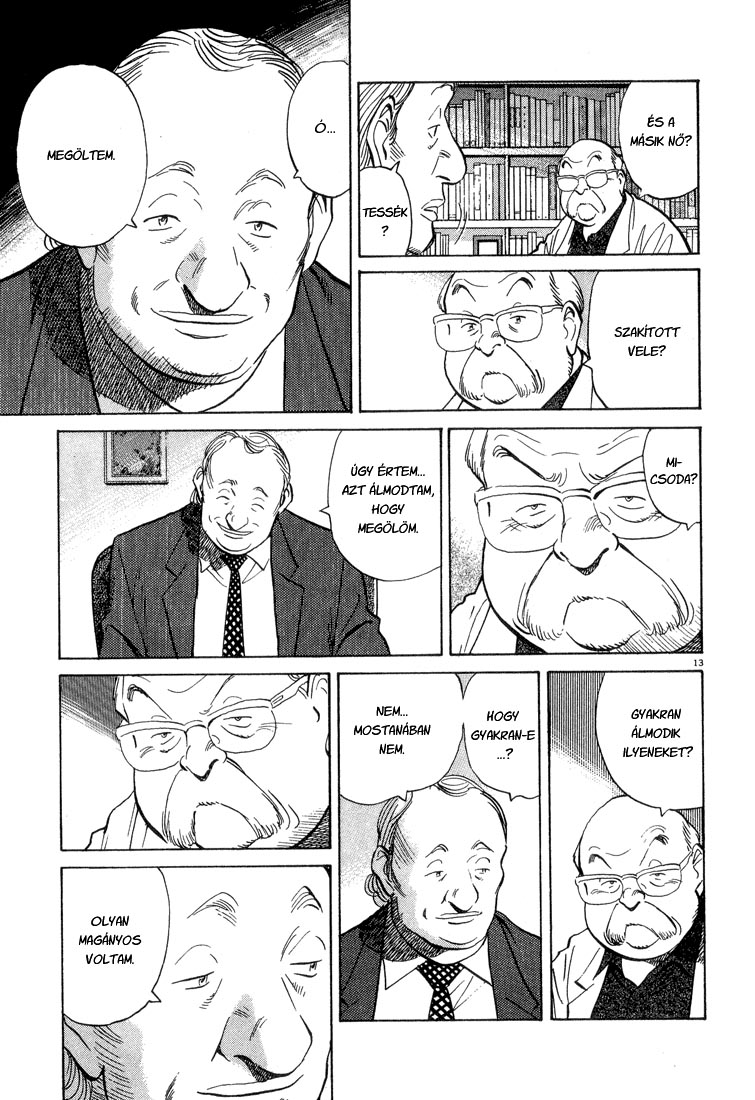 ÉS A
MÁSIK NŐ?
TESSÉK
?
SZAKÍTOTT
VELE?
Ó...
MEGÖLTEM.
MI-
CSODA?
ÚGY ÉRTEM...
AZT ÁLMODTAM,
HOGY
MEGÖLÖM.
13
GYAKRAN
ÁLMODIK
ILYENEKET?
HOGY
GYAKRAN-E
...?
NEM...
MOSTANÁBAN
NEM.
OLYAN
MAGÁNYOS
VOLTAM.